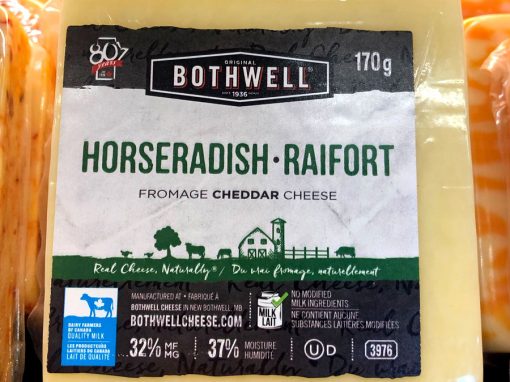 80
years
ORIGINAL
BOTHWELL
SINCE 1936
170g
HORSERADISH · RAIFORT
FROMAGE CHEDDAR CHEESE
Real Cheese, Naturally® / Du vrai fromage, naturellement
DAIRY FARMERS
OF CANADA
QUALITY MILK
LES PRODUCTEURS
LAITIERS DU CANADA
LAIT DE QUALITÉ
MANUFACTURED AT • FABRIQUÉ À
BOTHWELL CHEESE IN NEW BOTHWELL, MB
BOTHWELLCHEESE.COM
MILK
LAIT
NO MODIFIED
MILK INGREDIENTS
NE CONTIENT AUCUNE
SUBSTANCES LAITIÈRES MODIFIÉES
32% MF
MG
37% MOISTURE
HUMIDITÉ
U D
3976